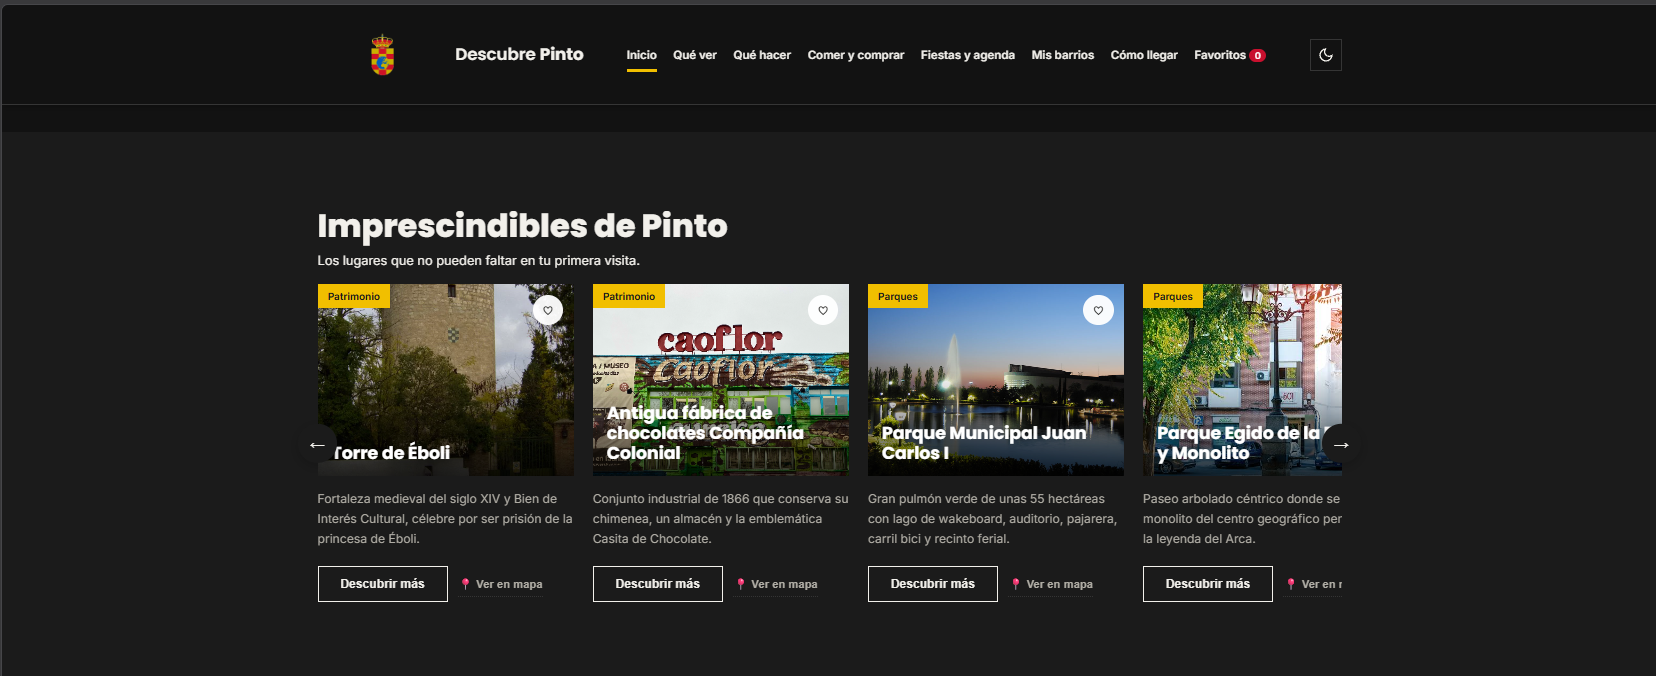 Descubre Pinto
Inicio
Qué ver
Qué hacer
Comer y comprar
Fiestas y agenda
Mis barrios
Cómo llegar
Favoritos 0
Imprescindibles de Pinto
Los lugares que no pueden faltar en tu primera visita.
Patrimonio
←
Torre de Éboli
Fortaleza medieval del siglo XIV y Bien de
Interés Cultural, célebre por ser prisión de la
princesa de Éboli.
Descubrir más
Ver en mapa
Patrimonio
caoflor
Caoflor
MUSEO
Antigua fábrica de
chocolates Compañía
Colonial
Conjunto industrial de 1866 que conserva su
chimenea, un almacén y la emblemática
Casita de Chocolate.
Descubrir más
Ver en mapa
Parques
Parque Municipal Juan
Carlos I
Gran pulmón verde de unas 55 hectáreas
con lago de wakeboard, auditorio, pajarera,
carril bici y recinto ferial.
Descubrir más
Ver en mapa
Parques
Parque Egido de la
y Monolito
→
Paseo arbolado céntrico donde se
monolito del centro geográfico per
la leyenda del Arca.
Descubrir más
Ver en